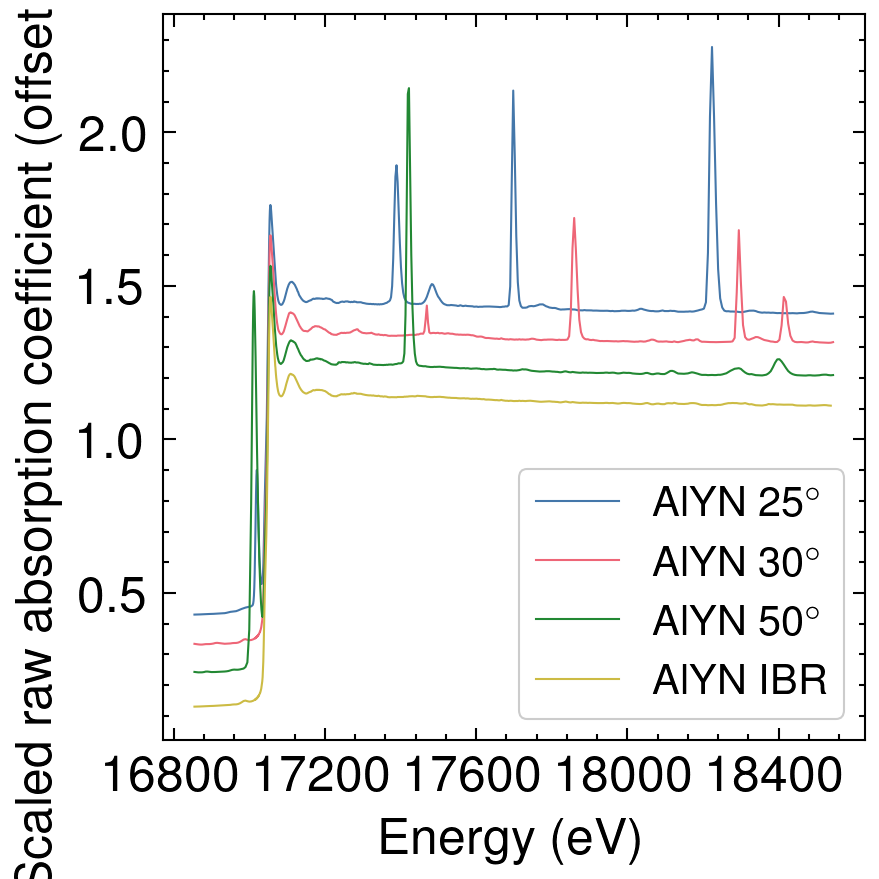 Scaled raw absorption coefficient (offset
2.0
1.5
1.0
0.5
16800 17200 17600 18000 18400
Energy (eV)
AlYN 25°
AlYN 30°
AlYN 50°
AlYN IBR